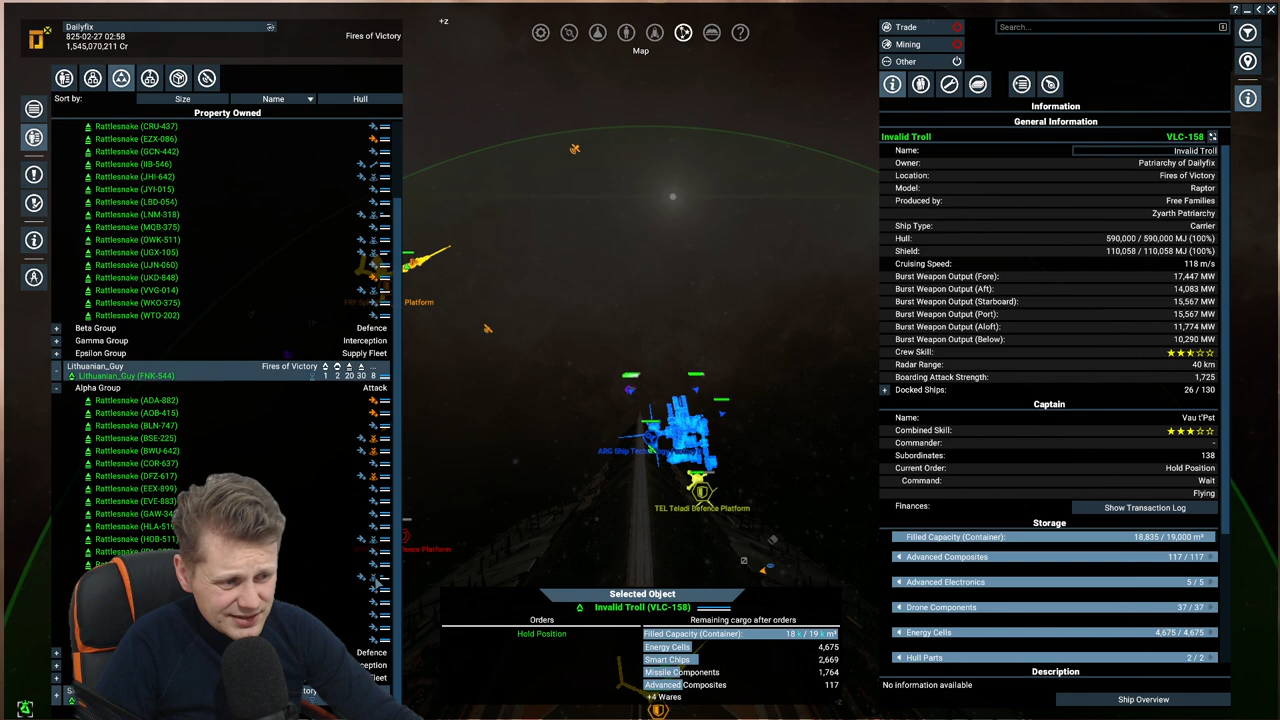 Dailyfix
825-02-27 02:58
1,545,070,211 Cr
Fires of Victory
Sort by:
Size
Name
Hull
Property Owned
Rattlesnake (CRU-437)
Rattlesnake (EZX-086)
Rattlesnake (GCN-442)
Rattlesnake (IIB-546)
Rattlesnake (JHI-642)
Rattlesnake (JYI-015)
Rattlesnake (LBD-054)
Rattlesnake (LNM-318)
Rattlesnake (MQB-375)
Rattlesnake (OWK-511)
Rattlesnake (UGX-105)
Rattlesnake (UJN-060)
Rattlesnake (UKD-848)
Rattlesnake (VVG-014)
Rattlesnake (WKO-375)
Rattlesnake (WTO-202)
Beta Group Defence
Gamma Group Interception
Epsilon Group Supply Fleet
Lithuanian_Guy Fires of Victory ...
Lithuanian_Guy (FNK-544) 1 2 20 30 8
Alpha Group Attack
Rattlesnake (ADA-882)
Rattlesnake (AOB-415)
Rattlesnake (BLN-747)
Rattlesnake (BSE-225)
Rattlesnake (BWU-642)
Rattlesnake (COR-637)
Rattlesnake (DFZ-617)
Rattlesnake (EEX-899)
Rattlesnake (EVE-883)
Rattlesnake (GAW-34
Rattlesnake (HLA-519
Rattlesnake (HOB-511)
Defence
+z
Map
Platform
ARG Ship
TEL Teladi Defence Platform
Selected Object
Invalid Troll (VLC-158)
Orders
Hold Position
Remaining cargo after orders
Filled Capacity (Container): 18 k / 19 k m³
Energy Cells 4,675
Smart Chips 2,669
Missile Components 1,764
Advanced Composites 117
+4 Wares
-z
? _ < X
Trade
Mining
Other
Search...
Information
General Information
Invalid Troll VLC-158
Name: Invalid Troll
Owner: Patriarchy of Dailyfix
Location: Fires of Victory
Model: Raptor
Produced by: Free Families
Zyarth Patriarchy
Ship Type: Carrier
Hull: 590,000 / 590,000 MJ (100%)
Shield: 110,058 / 110,058 MJ (100%)
Cruising Speed: 118 m/s
Burst Weapon Output (Fore): 17,447 MW
Burst Weapon Output (Aft): 14,083 MW
Burst Weapon Output (Starboard): 15,567 MW
Burst Weapon Output (Port): 15,567 MW
Burst Weapon Output (Aloft): 11,774 MW
Burst Weapon Output (Below): 10,290 MW
Crew Skill:
Radar Range: 40 km
Boarding Attack Strength: 1,725
Docked Ships: 26 / 130
Captain
Name: Vau t'Pst
Combined Skill:
Commander: -
Subordinates: 138
Current Order: Hold Position
Command: Wait
Flying
Finances: Show Transaction Log
Storage
Filled Capacity (Container): 18,835 / 19,000 m³
Advanced Composites 117 / 117
Advanced Electronics 5 / 5
Drone Components 37 / 37
Energy Cells 4,675 / 4,675
Hull Parts 2 / 2
Description
No information available
Ship Overview